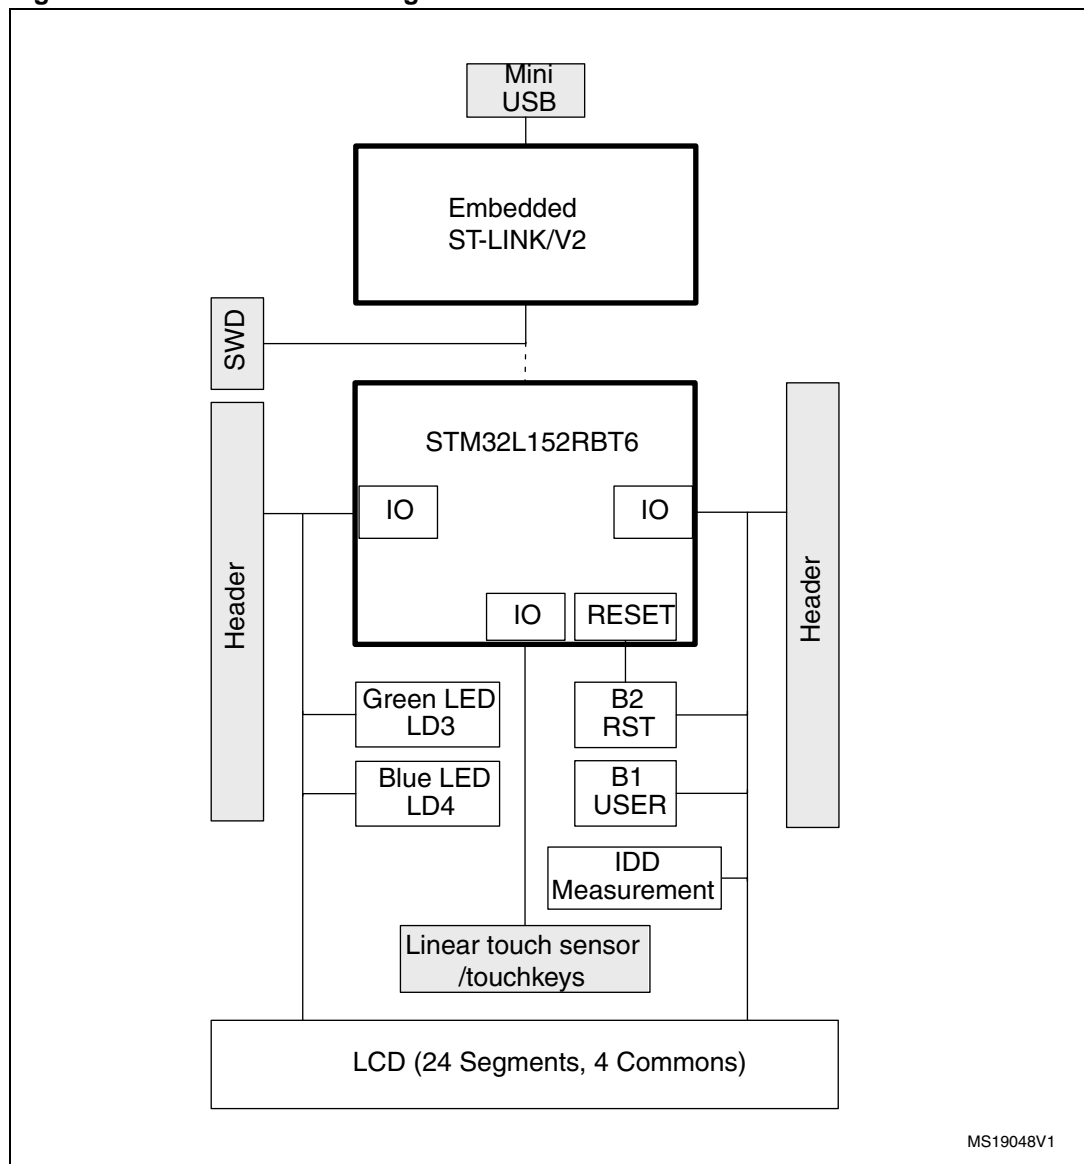 Mini
USB
Embedded
ST-LINK/V2
SWD
STM32L152RBT6
IO
IO
Header
Header
IO
RESET
Green LED
LD3
B2
RST
Blue LED
LD4
B1
USER
IDD
Measurement
Linear touch sensor
/touchkeys
LCD (24 Segments, 4 Commons)
MS19048V1